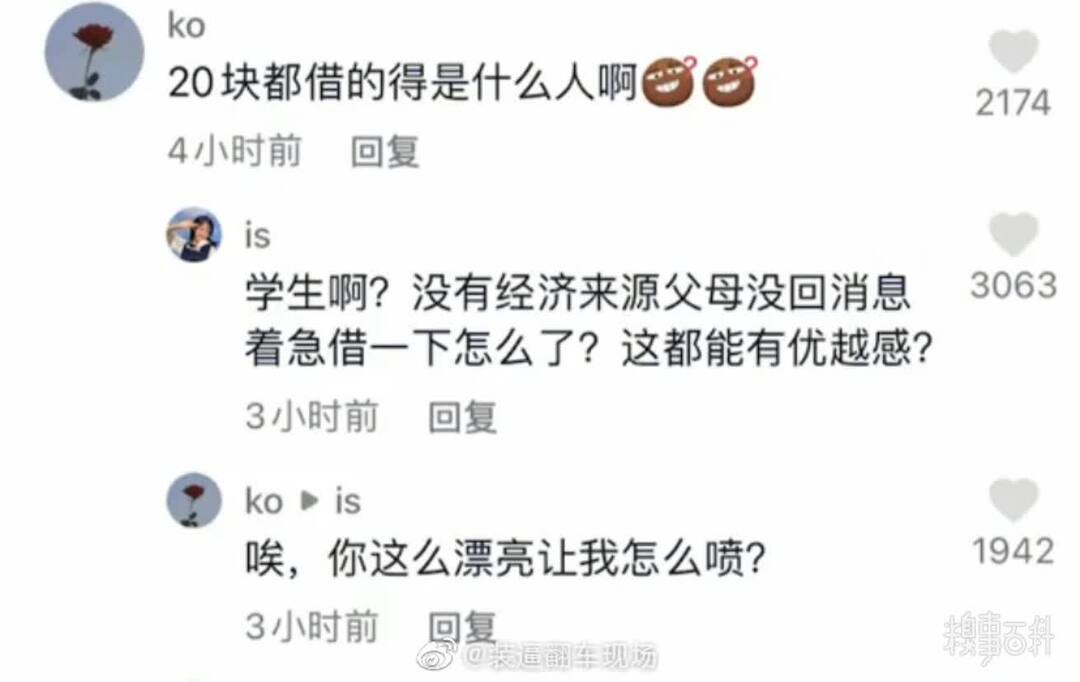 ko
20块都借的得是什么人啊
2174
4小时前 回复
is
学生啊？没有经济来源父母没回消息
着急借一下怎么了？这都能有优越感？
3063
3小时前 回复
ko ▶ is
唉，你这么漂亮让我怎么喷？
1942
3小时前 回复
@装逼翻车现场
糗事百科